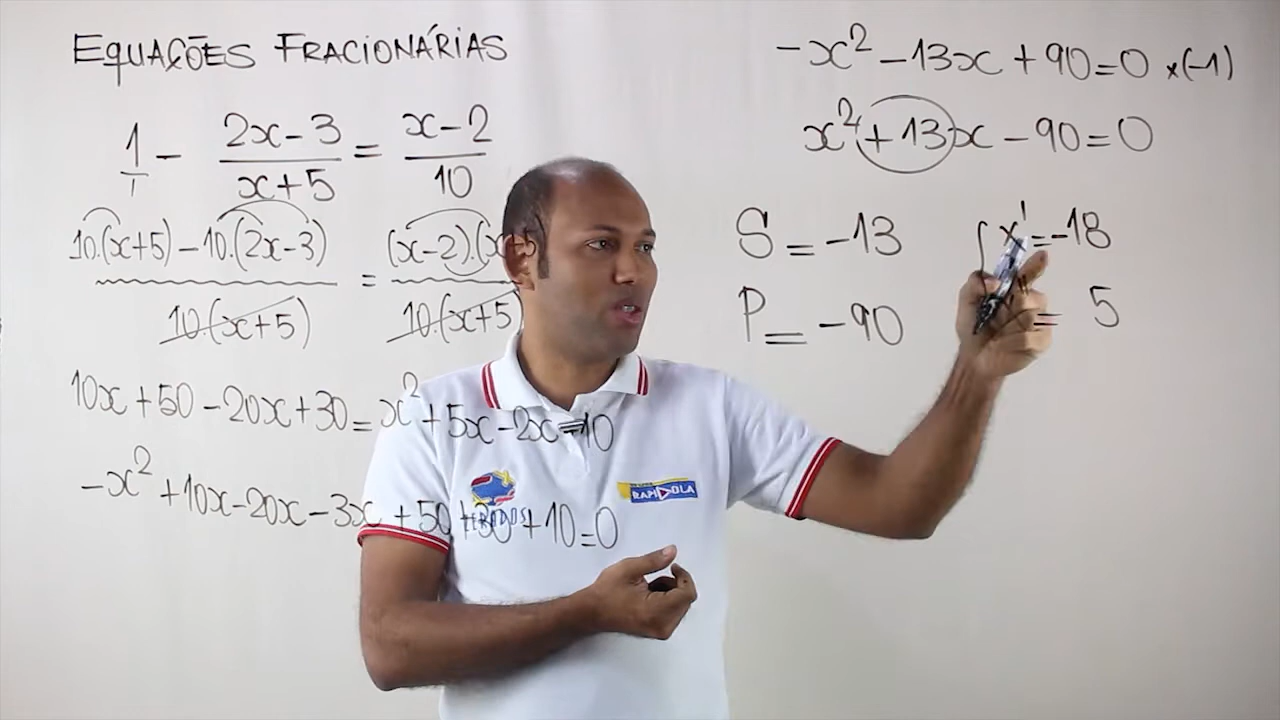 EQUAÇÕES FRACIONÁRIAS
1/1 - (2x-3)/(x+5) = (x-2)/10
10.(x+5) - 10.(2x-3) / 10.(x+5) = (x-2).(x / 10.(x+5)
10x + 50 - 20x + 30 = x² + 5x - 2x - 10
-x² + 10x - 20x - 3x + 50 + 30 + 10 = 0
-x² - 13x + 90 = 0 x(-1)
x² + 13x - 90 = 0
S = -13
P = -90
x' = -18
= 5
RAPIDOLA